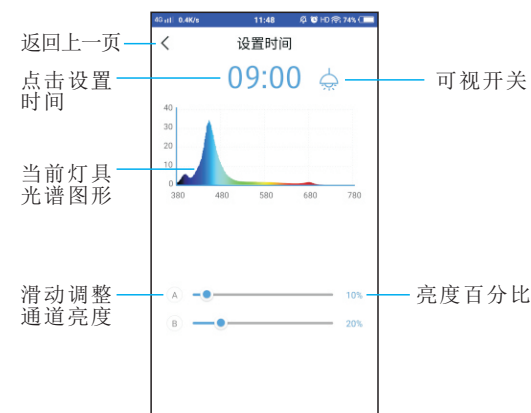 4G 0.4K/s 11:48 HD 74%
返回上一页
设置时间
点击设置
时间
09:00
可视开关
40
30
20
10
0
380 480 580 680 780
当前灯具
光谱图形
滑动调整
通道亮度
A 10%
亮度百分比
B 20%